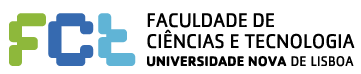 FCt
FACULDADE DE
CIÊNCIAS E TECNOLOGIA
UNIVERSIDADE NOVA DE LISBOA